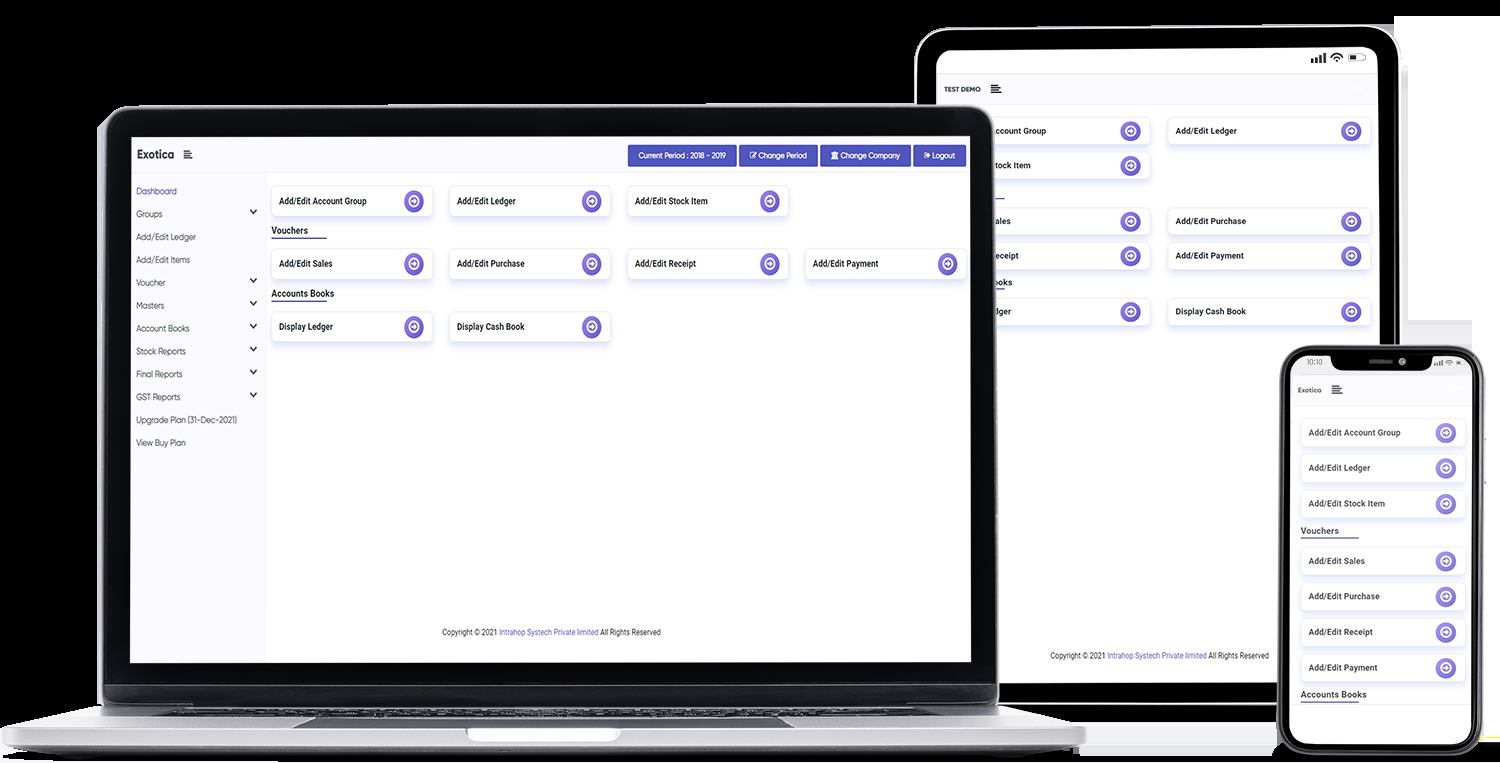 Exotica
Current Period : 2018 - 2019
Change Period
Change Company
Logout
Dashboard
Groups
Add/Edit Ledger
Add/Edit Items
Voucher
Masters
Account Books
Stock Reports
Final Reports
GST Reports
Upgrade Plan (31-Dec-2021)
View Buy Plan
Add/Edit Account Group
Add/Edit Ledger
Add/Edit Stock Item
Vouchers
Add/Edit Sales
Add/Edit Purchase
Add/Edit Receipt
Add/Edit Payment
Accounts Books
Display Ledger
Display Cash Book
Copyright © 2021 Intrahop Systech Private limited All Rights Reserved
TEST DEMO
ccount Group
Add/Edit Ledger
tock Item
ales
Add/Edit Purchase
eceipt
Add/Edit Payment
ooks
dger
Display Cash Book
Copyright © 2021 Intrahop Systech Private limited All Rights Reserved
10:10
Exotica
Add/Edit Account Group
Add/Edit Ledger
Add/Edit Stock Item
Vouchers
Add/Edit Sales
Add/Edit Purchase
Add/Edit Receipt
Add/Edit Payment
Accounts Books